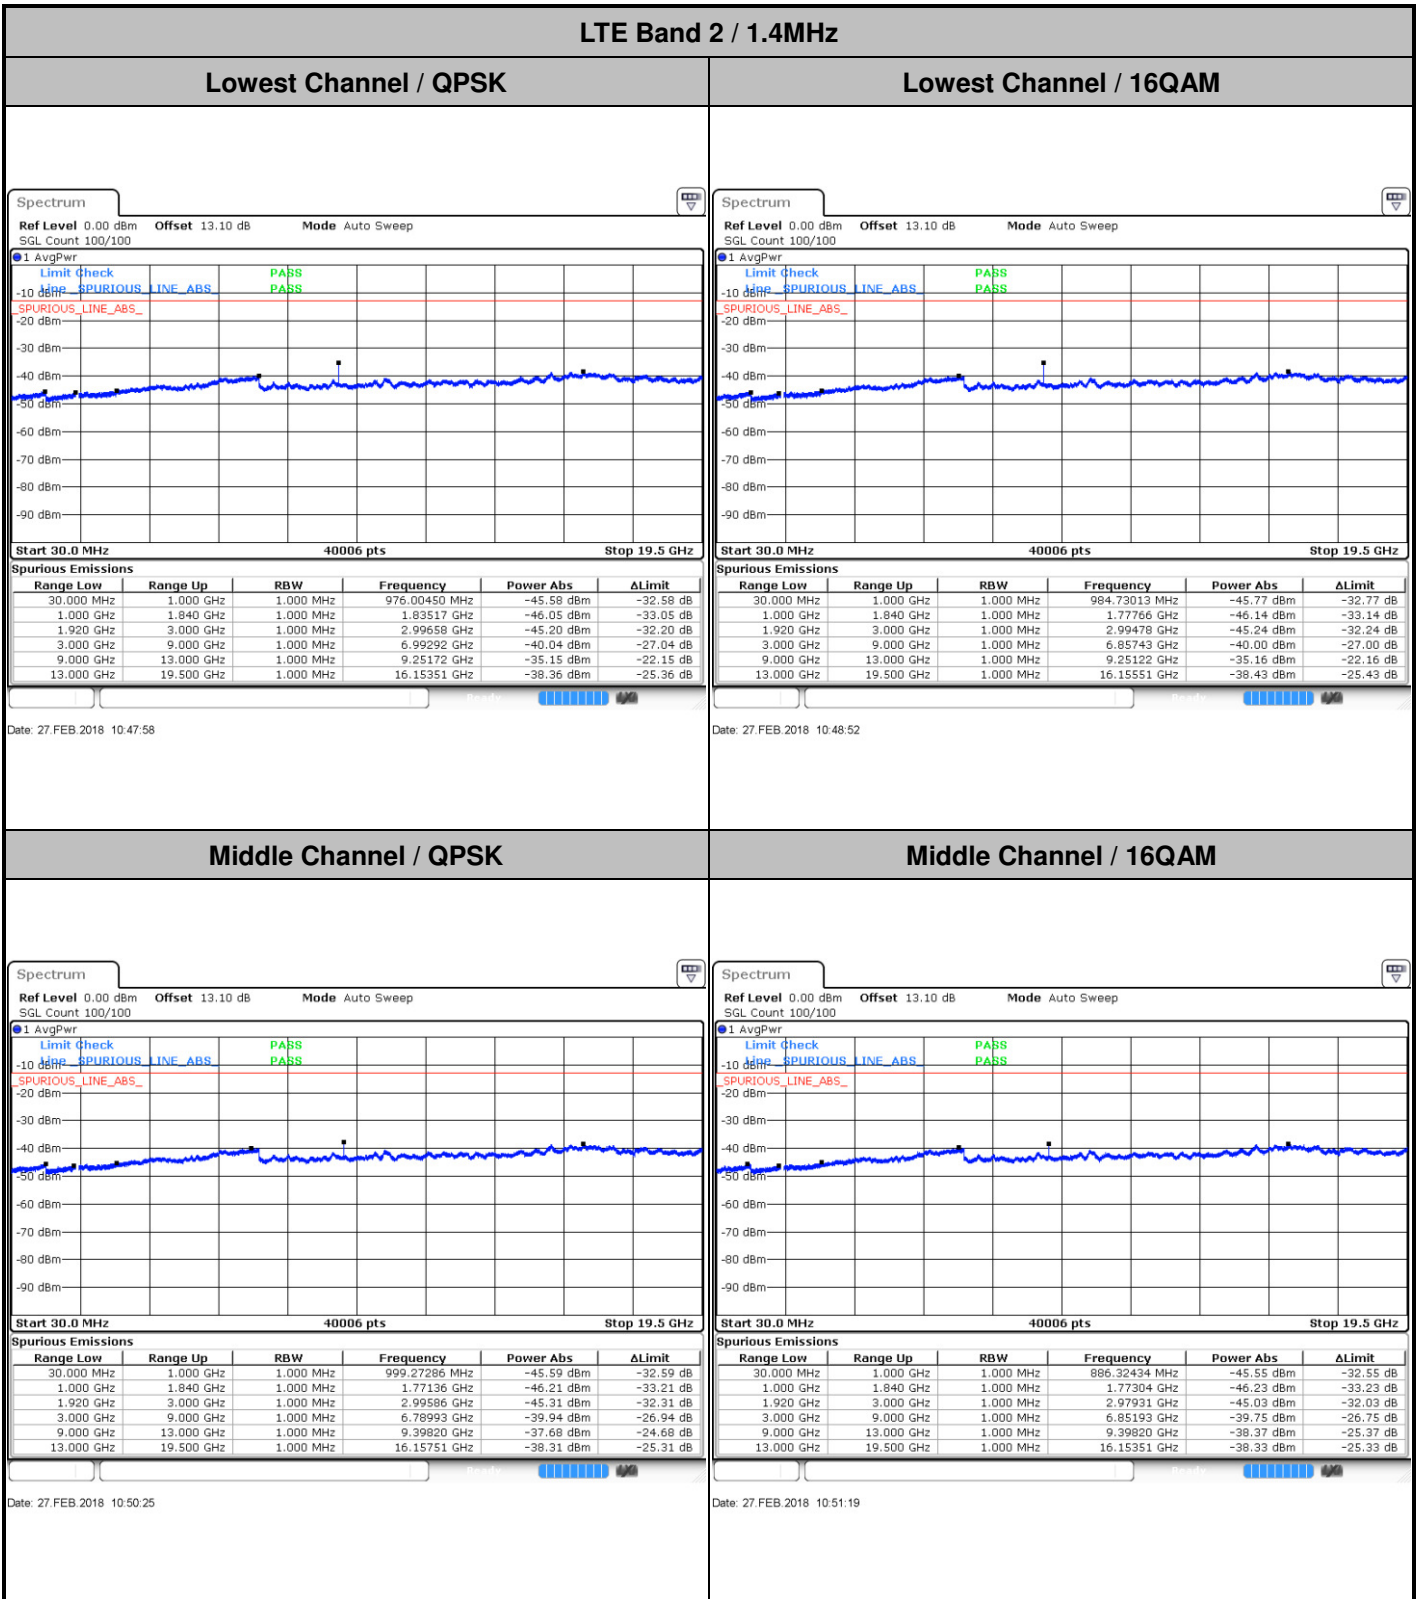 LTE Band 2 / 1.4MHz
Lowest Channel / QPSK
Lowest Channel / 16QAM
Spectrum
Ref Level 0.00 dBm Offset 13.10 dB Mode Auto Sweep
SGL Count 100/100
1 AvgPwr
Limit Check PASS
Line _SPURIOUS_LINE_ABS_ PASS
-10 dBm
_SPURIOUS_LINE_ABS_
-20 dBm
-30 dBm
-40 dBm
-50 dBm
-60 dBm
-70 dBm
-80 dBm
-90 dBm
Start 30.0 MHz 40006 pts Stop 19.5 GHz
Spurious Emissions
Range Low Range Up RBW Frequency Power Abs ΔLimit
30.000 MHz 1.000 GHz 1.000 MHz 976.00450 MHz -45.58 dBm -32.58 dB
1.000 GHz 1.840 GHz 1.000 MHz 1.83517 GHz -46.05 dBm -33.05 dB
1.920 GHz 3.000 GHz 1.000 MHz 2.99658 GHz -45.20 dBm -32.20 dB
3.000 GHz 9.000 GHz 1.000 MHz 6.99292 GHz -40.04 dBm -27.04 dB
9.000 GHz 13.000 GHz 1.000 MHz 9.25172 GHz -35.15 dBm -22.15 dB
13.000 GHz 19.500 GHz 1.000 MHz 16.15351 GHz -38.36 dBm -25.36 dB
Ready
Date: 27.FEB.2018 10:47:58
Spectrum
Ref Level 0.00 dBm Offset 13.10 dB Mode Auto Sweep
SGL Count 100/100
1 AvgPwr
Limit Check PASS
Line _SPURIOUS_LINE_ABS_ PASS
-10 dBm
_SPURIOUS_LINE_ABS_
-20 dBm
-30 dBm
-40 dBm
-50 dBm
-60 dBm
-70 dBm
-80 dBm
-90 dBm
Start 30.0 MHz 40006 pts Stop 19.5 GHz
Spurious Emissions
Range Low Range Up RBW Frequency Power Abs ΔLimit
30.000 MHz 1.000 GHz 1.000 MHz 984.73013 MHz -45.77 dBm -32.77 dB
1.000 GHz 1.840 GHz 1.000 MHz 1.77766 GHz -46.14 dBm -33.14 dB
1.920 GHz 3.000 GHz 1.000 MHz 2.99478 GHz -45.24 dBm -32.24 dB
3.000 GHz 9.000 GHz 1.000 MHz 6.85743 GHz -40.00 dBm -27.00 dB
9.000 GHz 13.000 GHz 1.000 MHz 9.25122 GHz -35.16 dBm -22.16 dB
13.000 GHz 19.500 GHz 1.000 MHz 16.15551 GHz -38.43 dBm -25.43 dB
Ready
Date: 27.FEB.2018 10:48:52
Middle Channel / QPSK
Middle Channel / 16QAM
Spectrum
Ref Level 0.00 dBm Offset 13.10 dB Mode Auto Sweep
SGL Count 100/100
1 AvgPwr
Limit Check PASS
Line _SPURIOUS_LINE_ABS_ PASS
-10 dBm
_SPURIOUS_LINE_ABS_
-20 dBm
-30 dBm
-40 dBm
-50 dBm
-60 dBm
-70 dBm
-80 dBm
-90 dBm
Start 30.0 MHz 40006 pts Stop 19.5 GHz
Spurious Emissions
Range Low Range Up RBW Frequency Power Abs ΔLimit
30.000 MHz 1.000 GHz 1.000 MHz 999.27286 MHz -45.59 dBm -32.59 dB
1.000 GHz 1.840 GHz 1.000 MHz 1.77136 GHz -46.21 dBm -33.21 dB
1.920 GHz 3.000 GHz 1.000 MHz 2.99586 GHz -45.31 dBm -32.31 dB
3.000 GHz 9.000 GHz 1.000 MHz 6.78993 GHz -39.94 dBm -26.94 dB
9.000 GHz 13.000 GHz 1.000 MHz 9.39820 GHz -37.68 dBm -24.68 dB
13.000 GHz 19.500 GHz 1.000 MHz 16.15751 GHz -38.31 dBm -25.31 dB
Ready
Date: 27.FEB.2018 10:50:25
Spectrum
Ref Level 0.00 dBm Offset 13.10 dB Mode Auto Sweep
SGL Count 100/100
1 AvgPwr
Limit Check PASS
Line _SPURIOUS_LINE_ABS_ PASS
-10 dBm
_SPURIOUS_LINE_ABS_
-20 dBm
-30 dBm
-40 dBm
-50 dBm
-60 dBm
-70 dBm
-80 dBm
-90 dBm
Start 30.0 MHz 40006 pts Stop 19.5 GHz
Spurious Emissions
Range Low Range Up RBW Frequency Power Abs ΔLimit
30.000 MHz 1.000 GHz 1.000 MHz 886.32434 MHz -45.55 dBm -32.55 dB
1.000 GHz 1.840 GHz 1.000 MHz 1.77304 GHz -46.23 dBm -33.23 dB
1.920 GHz 3.000 GHz 1.000 MHz 2.97931 GHz -45.03 dBm -32.03 dB
3.000 GHz 9.000 GHz 1.000 MHz 6.85193 GHz -39.75 dBm -26.75 dB
9.000 GHz 13.000 GHz 1.000 MHz 9.39820 GHz -38.37 dBm -25.37 dB
13.000 GHz 19.500 GHz 1.000 MHz 16.15351 GHz -38.33 dBm -25.33 dB
Ready
Date: 27.FEB.2018 10:51:19